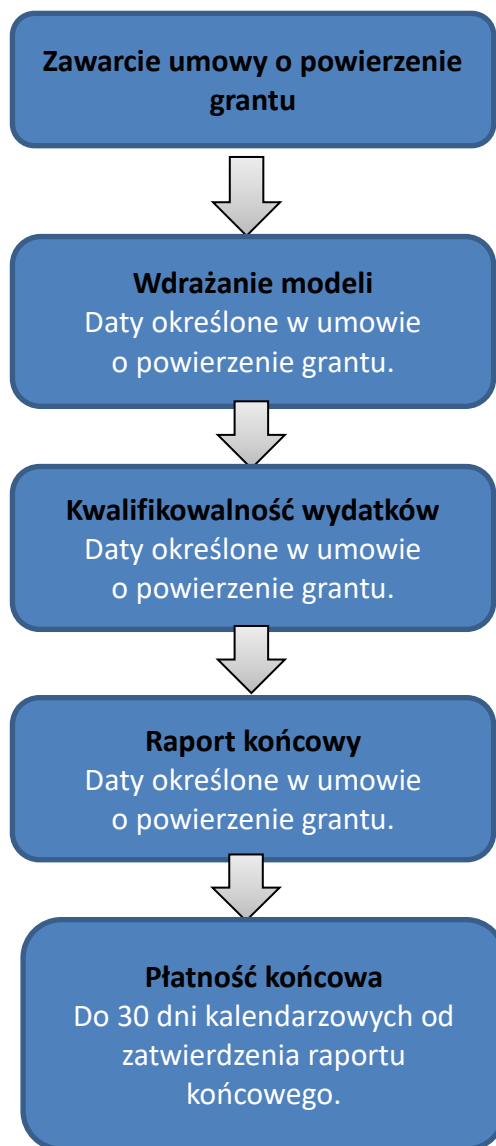 Zawarcie umowy o powierzenie
grantu
Wdrażanie modeli
Daty określone w umowie
o powierzenie grantu.
Kwalifikowalność wydatków
Daty określone w umowie
o powierzenie grantu.
Raport końcowy
Daty określone w umowie
o powierzenie grantu.
Płatność końcowa
Do 30 dni kalendarzowych od
zatwierdzenia raportu
końcowego.